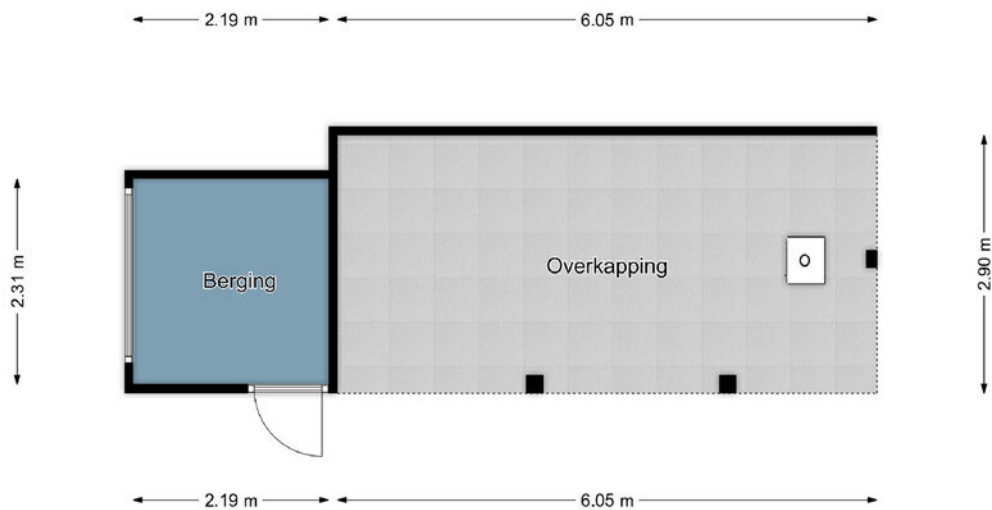 2.19 m
6.05 m
2.31 m
Berging
Overkapping
2.90 m
2.19 m
6.05 m